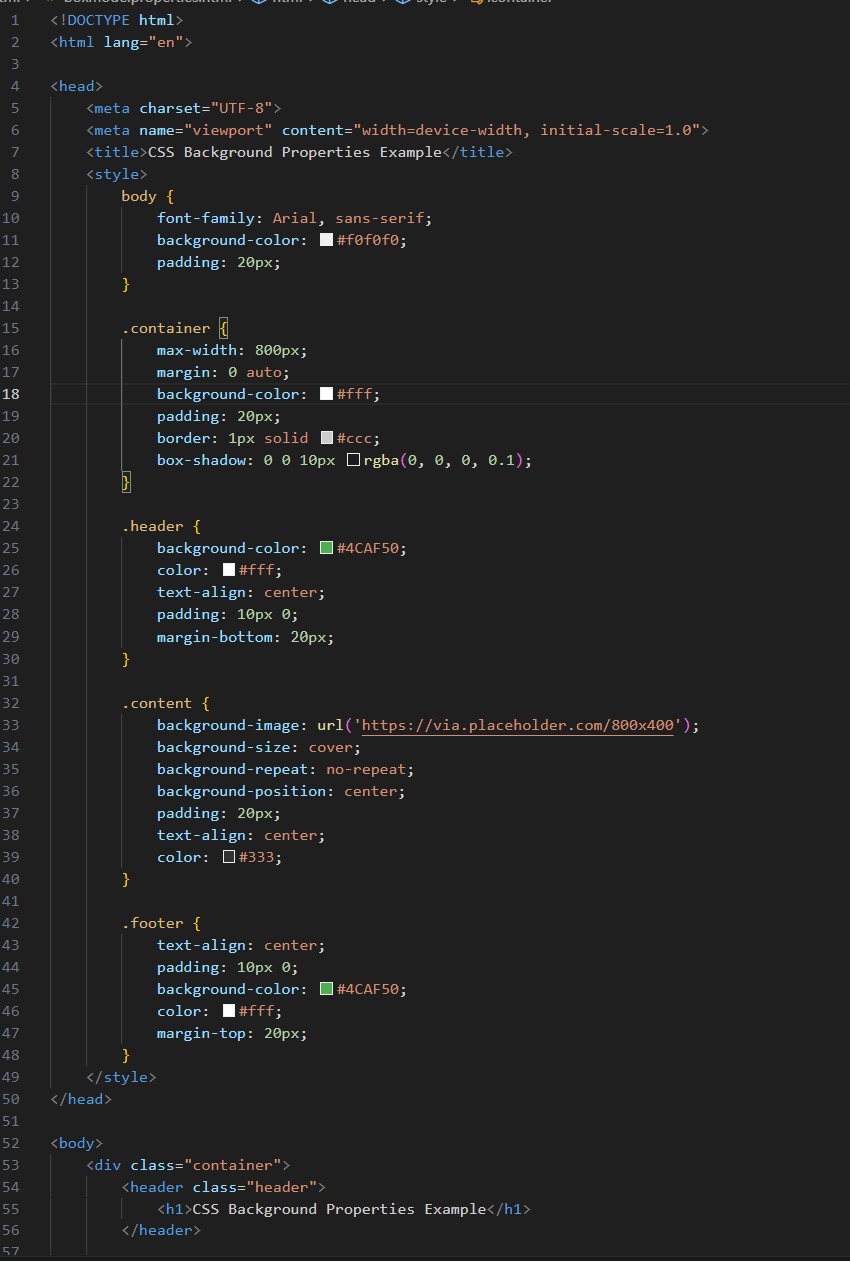 boxmodelproperties.html > html > head > style > .container
1 <!DOCTYPE html>
2 <html lang="en">
3
4 <head>
5 <meta charset="UTF-8">
6 <meta name="viewport" content="width=device-width, initial-scale=1.0">
7 <title>CSS Background Properties Example</title>
8 <style>
9 body {
10 font-family: Arial, sans-serif;
11 background-color: #f0f0f0;
12 padding: 20px;
13 }
14
15 .container {
16 max-width: 800px;
17 margin: 0 auto;
18 background-color: #fff;
19 padding: 20px;
20 border: 1px solid #ccc;
21 box-shadow: 0 0 10px rgba(0, 0, 0, 0.1);
22 }
23
24 .header {
25 background-color: #4CAF50;
26 color: #fff;
27 text-align: center;
28 padding: 10px 0;
29 margin-bottom: 20px;
30 }
31
32 .content {
33 background-image: url('https://via.placeholder.com/800x400');
34 background-size: cover;
35 background-repeat: no-repeat;
36 background-position: center;
37 padding: 20px;
38 text-align: center;
39 color: #333;
40 }
41
42 .footer {
43 text-align: center;
44 padding: 10px 0;
45 background-color: #4CAF50;
46 color: #fff;
47 margin-top: 20px;
48 }
49 </style>
50 </head>
51
52 <body>
53 <div class="container">
54 <header class="header">
55 <h1>CSS Background Properties Example</h1>
56 </header>
57